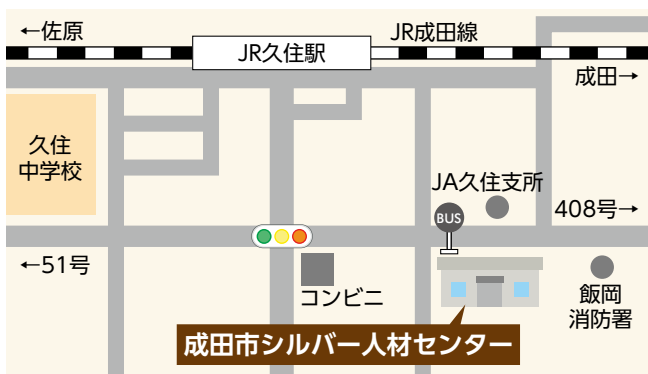 ←佐原
JR久住駅
JR成田線
成田→
久住
中学校
JA久住支所
BUS
408号→
←51号
コンビニ
飯岡
消防署
成田市シルバー人材センター